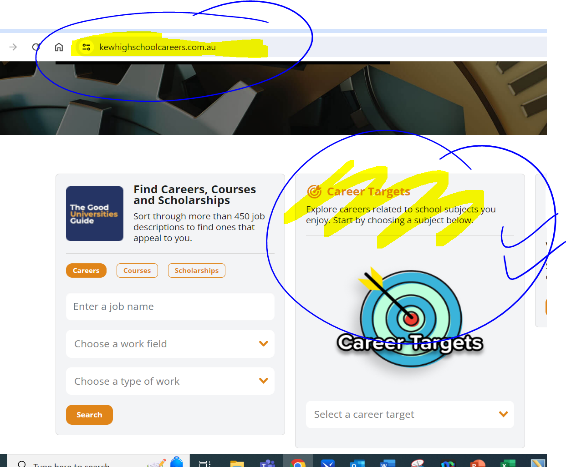 kewhighschoolcareers.com.au
The Good
Universities
Guide
Find Careers, Courses
and Scholarships
Sort through more than 450 job
descriptions to find ones that
appeal to you.
Careers
Courses
Scholarships
Enter a job name
Choose a work field
Choose a type of work
Search
Career Targets
Explore careers related to school subjects you
enjoy. Start by choosing a subject below.
Career Targets
Select a career target
Type here to search